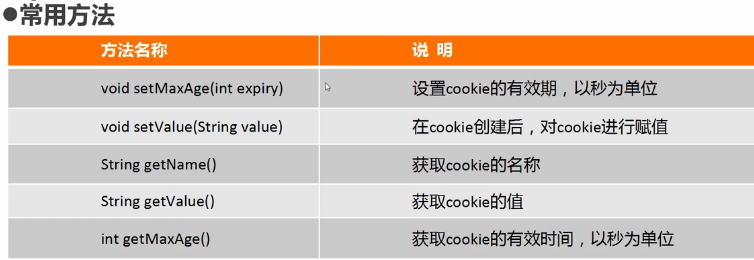 ●常用方法
方法名称 说 明
void setMaxAge(int expiry) 设置cookie的有效期，以秒为单位
void setValue(String value) 在cookie创建后，对cookie进行赋值
String getName() 获取cookie的名称
String getValue() 获取cookie的值
int getMaxAge() 获取cookie的有效时间，以秒为单位